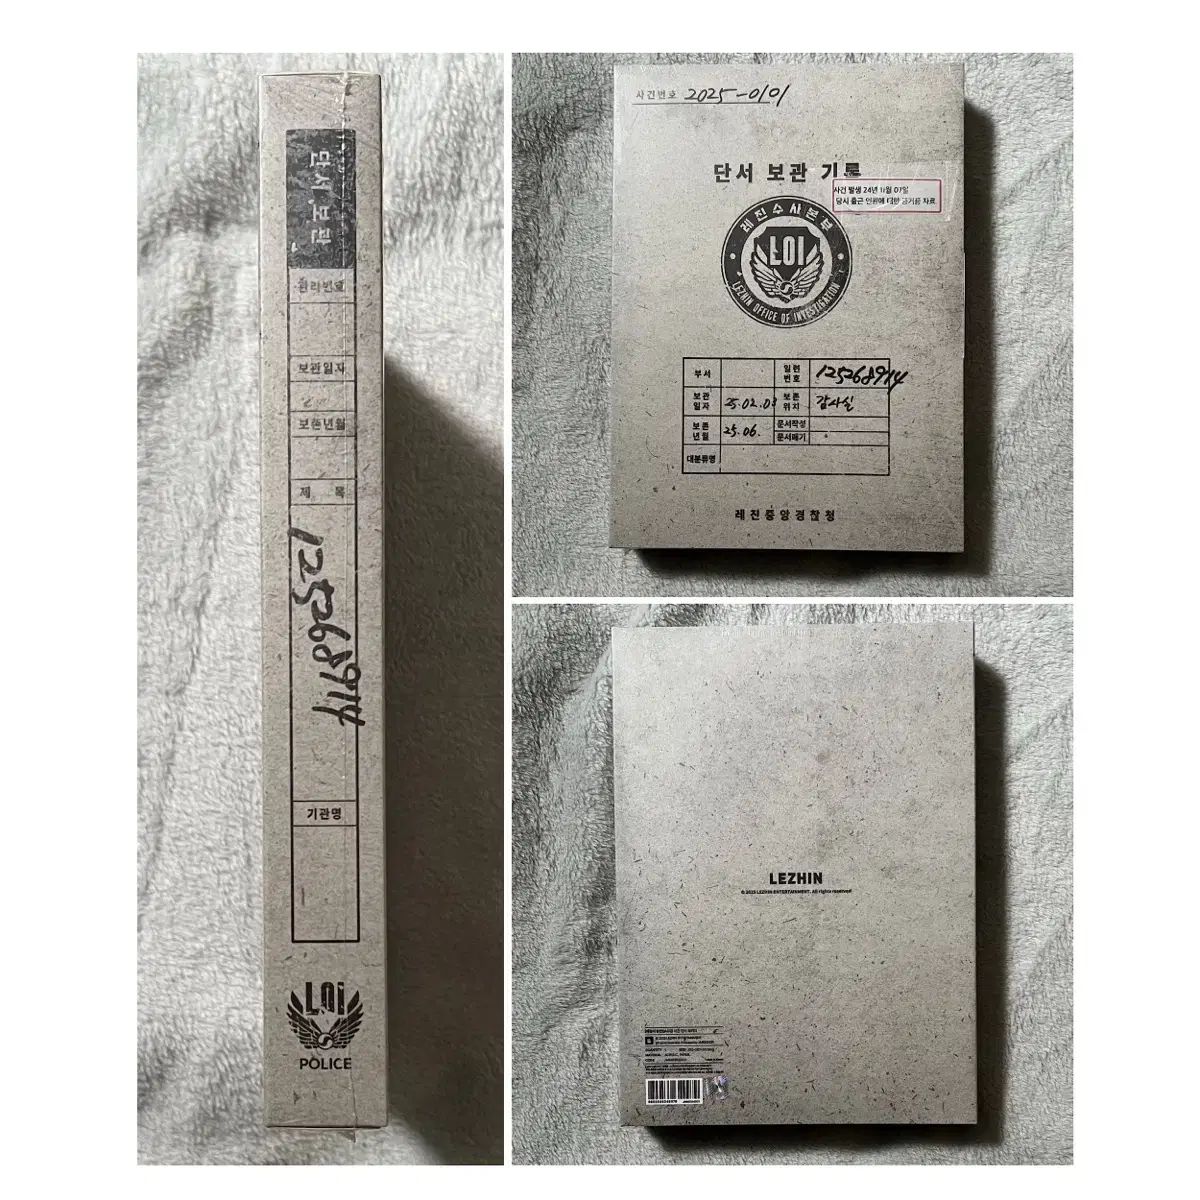 단서보관
관리번호
보관일자
보존년월
제 목
125268914
기관명
LOI
POLICE
사건번호 2025-0101
단서 보관 기록
사건 발생 24년 11월 07일
당시 출근 인원에 대한 증거품 자료
레진수사본부
LOI
LEZHIN OFFICE OF INVESTIGATION
부서 일련번호 125268914
보관일자 25.02.03 보존위치 감사실
보존년월 25.06. 문서작성
문서폐기
대분류명
레진중앙경찰청
LEZHIN
© 2025 LEZHIN ENTERTAINMENT. All rights reserved